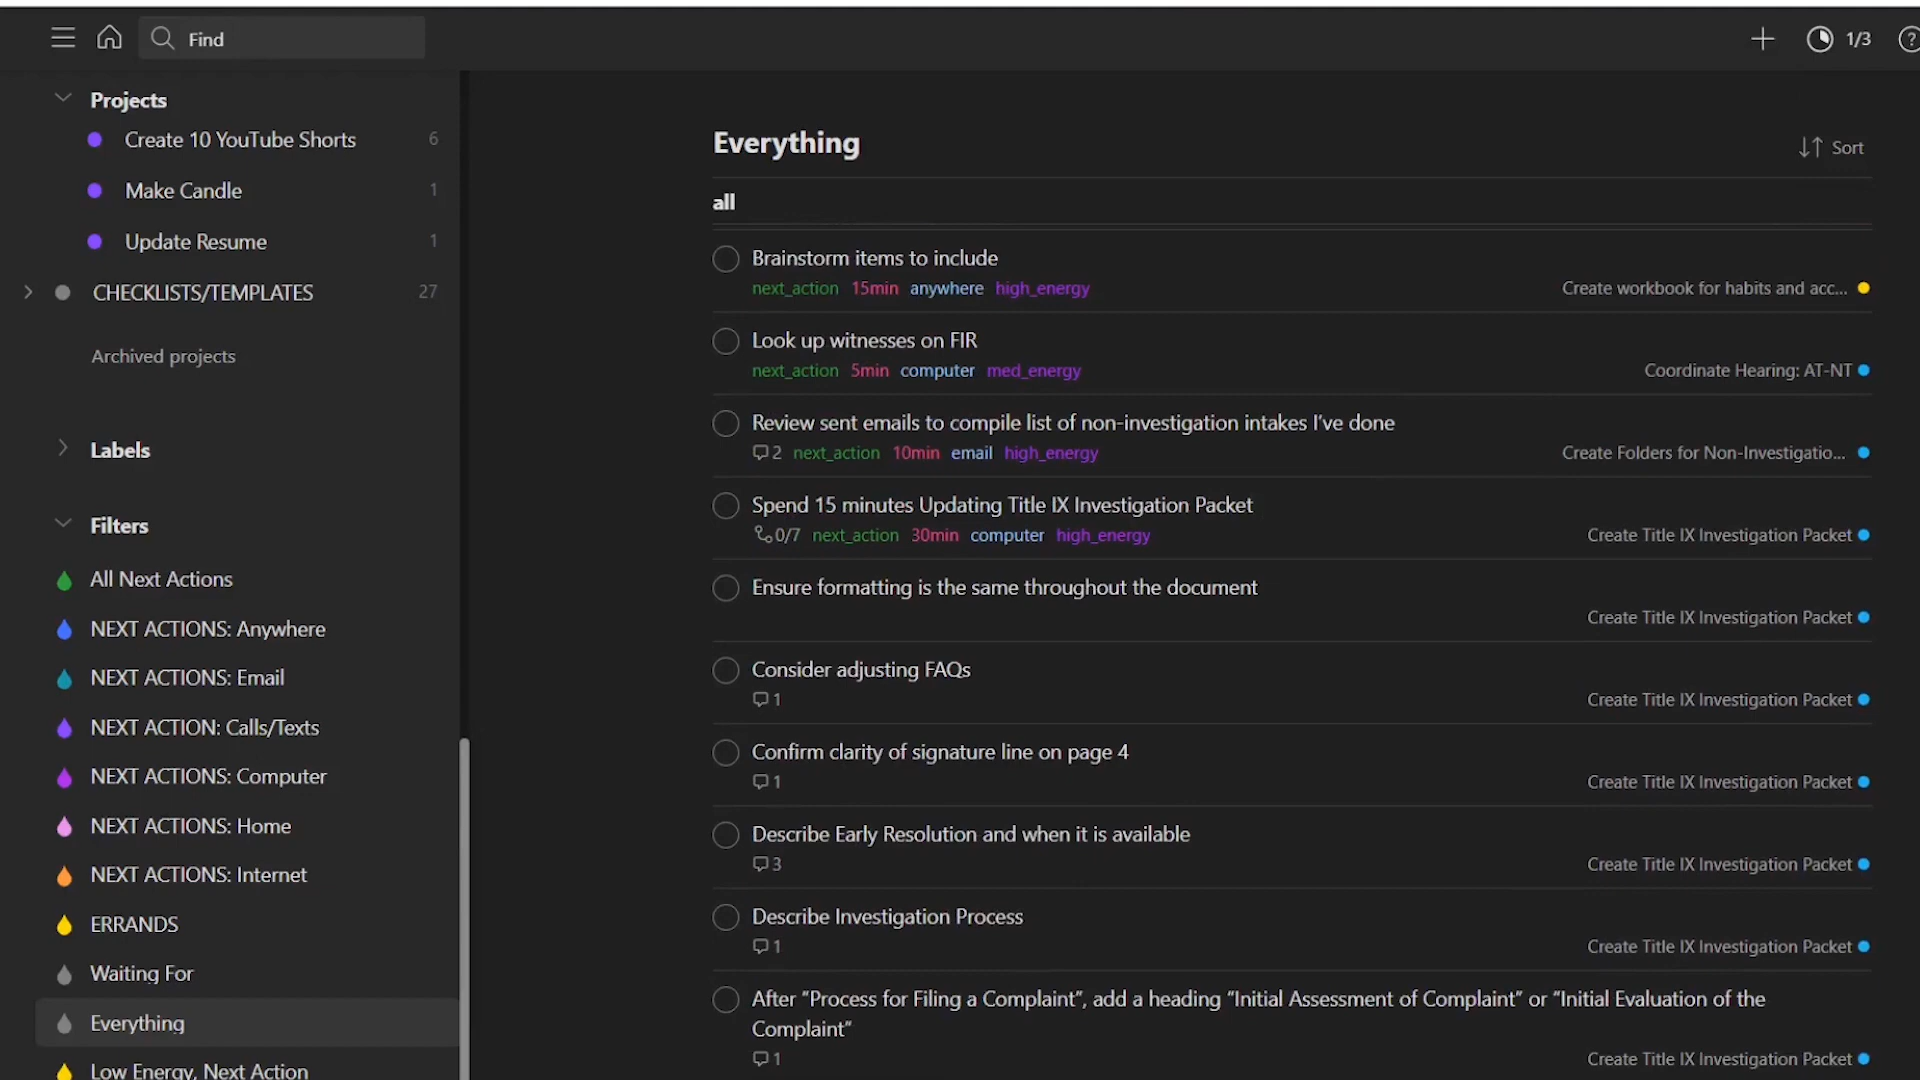 Find
1/3
?
Projects
Create 10 YouTube Shorts 6
Make Candle 1
Update Resume 1
CHECKLISTS/TEMPLATES 27
Archived projects
Labels
Filters
All Next Actions
NEXT ACTIONS: Anywhere
NEXT ACTIONS: Email
NEXT ACTION: Calls/Texts
NEXT ACTIONS: Computer
NEXT ACTIONS: Home
NEXT ACTIONS: Internet
ERRANDS
Waiting For
Everything
Low Energy, Next Action
Everything
Sort
all
Brainstorm items to include
next_action 15min anywhere high_energy Create workbook for habits and acc...
Look up witnesses on FIR
next_action 5min computer med_energy Coordinate Hearing: AT-NT
Review sent emails to compile list of non-investigation intakes I’ve done
2 next_action 10min email high_energy Create Folders for Non-Investigatio...
Spend 15 minutes Updating Title IX Investigation Packet
0/7 next_action 30min computer high_energy Create Title IX Investigation Packet
Ensure formatting is the same throughout the document
Create Title IX Investigation Packet
Consider adjusting FAQs
1 Create Title IX Investigation Packet
Confirm clarity of signature line on page 4
1 Create Title IX Investigation Packet
Describe Early Resolution and when it is available
3 Create Title IX Investigation Packet
Describe Investigation Process
1 Create Title IX Investigation Packet
After “Process for Filing a Complaint”, add a heading “Initial Assessment of Complaint” or “Initial Evaluation of the
Complaint”
1 Create Title IX Investigation Packet